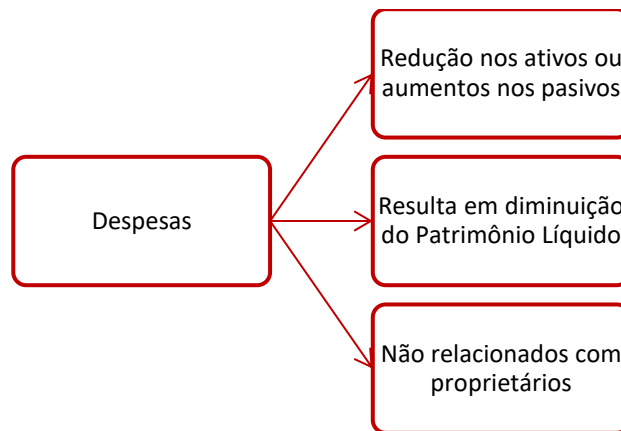 Redução nos ativos ou
aumentos nos pasivos
Despesas
Resulta em diminuição
do Patrimônio Líquido
Não relacionados com
proprietários